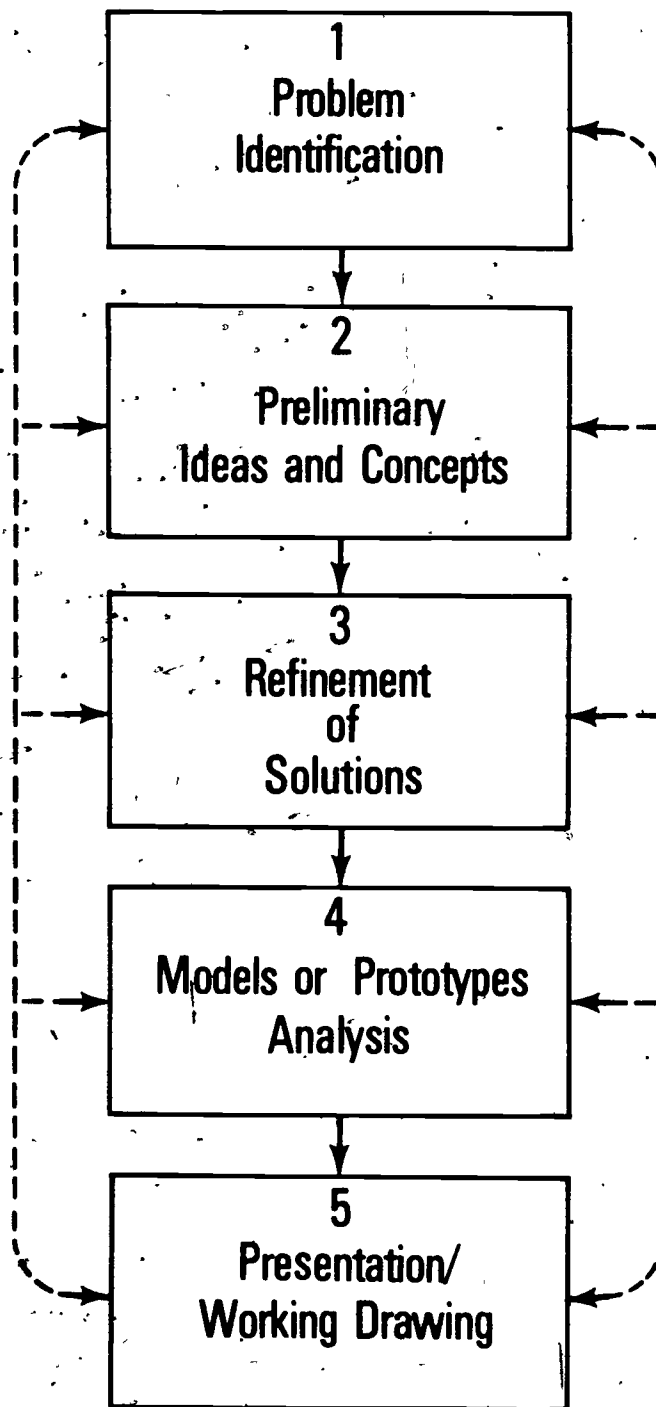 1
Problem
Identification
2
Preliminary
Ideas and Concepts
3
Refinement
of
Solutions
4
Models or Prototypes
Analysis
5
Presentation/
Working Drawing